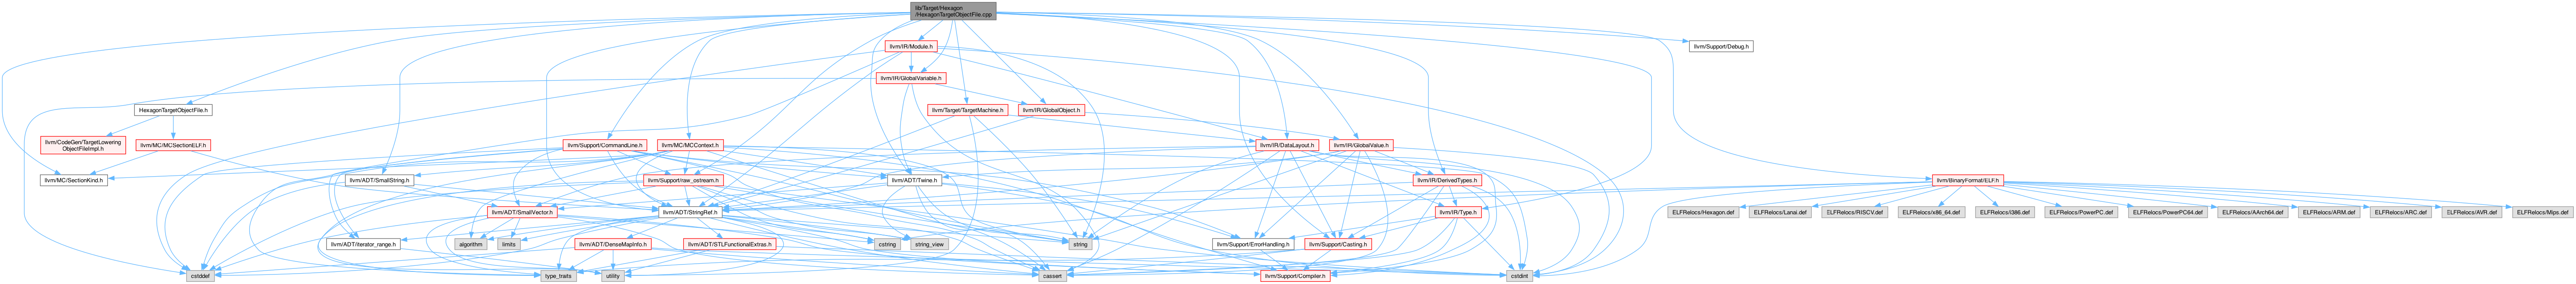 lib/Target/Hexagon
/HexagonTargetObjectFile.cpp
llvm/IR/Module.h
llvm/Support/Debug.h
llvm/IR/GlobalVariable.h
HexagonTargetObjectFile.h
llvm/Target/TargetMachine.h
llvm/IR/GlobalObject.h
llvm/CodeGen/TargetLowering
ObjectFileImpl.h
llvm/MC/MCSectionELF.h
llvm/Support/CommandLine.h
llvm/MC/MCContext.h
llvm/IR/DataLayout.h
llvm/IR/GlobalValue.h
llvm/MC/SectionKind.h
llvm/ADT/SmallString.h
llvm/Support/raw_ostream.h
llvm/ADT/Twine.h
llvm/IR/DerivedTypes.h
llvm/BinaryFormat/ELF.h
llvm/ADT/SmallVector.h
llvm/ADT/StringRef.h
llvm/IR/Type.h
ELFRelocs/Hexagon.def
ELFRelocs/Lanai.def
ELFRelocs/RISCV.def
ELFRelocs/x86_64.def
ELFRelocs/i386.def
ELFRelocs/PowerPC.def
ELFRelocs/PowerPC64.def
ELFRelocs/AArch64.def
ELFRelocs/ARM.def
ELFRelocs/ARC.def
ELFRelocs/AVR.def
ELFRelocs/Mips.def
llvm/ADT/iterator_range.h
algorithm
limits
llvm/ADT/DenseMapInfo.h
llvm/ADT/STLFunctionalExtras.h
cstring
string_view
string
llvm/Support/ErrorHandling.h
llvm/Support/Casting.h
cstddef
type_traits
utility
cassert
llvm/Support/Compiler.h
cstdint